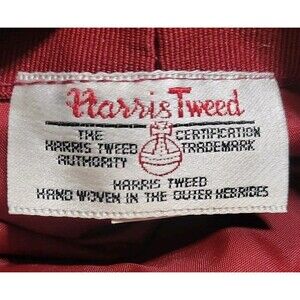 Harris Tweed
THE CERTIFICATION
HARRIS TWEED TRADEMARK
AUTHORITY
HARRIS TWEED
HAND WOVEN IN THE OUTER HEBRIDES